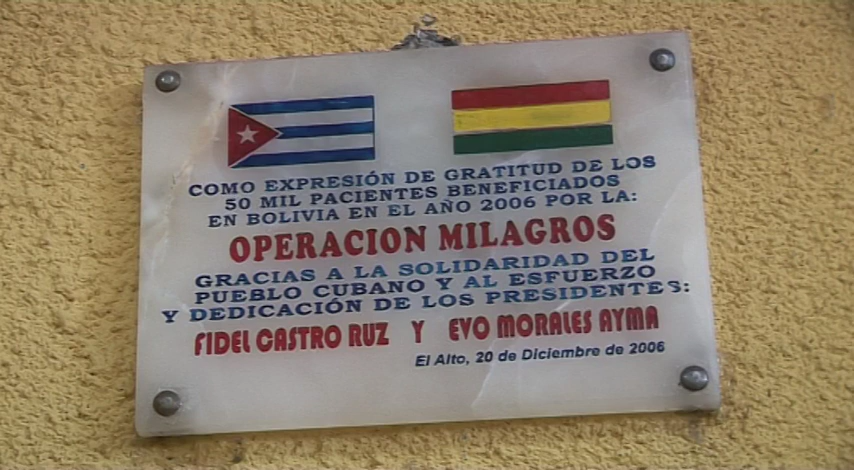 COMO EXPRESIÓN DE GRATITUD DE LOS
50 MIL PACIENTES BENEFICIADOS
EN BOLIVIA EN EL AÑO 2006 POR LA:
OPERACION MILAGROS
GRACIAS A LA SOLIDARIDAD DEL
PUEBLO CUBANO Y AL ESFUERZO
Y DEDICACIÓN DE LOS PRESIDENTES:
FIDEL CASTRO RUZ Y EVO MORALES AYMA
El Alto, 20 de Diciembre de 2006